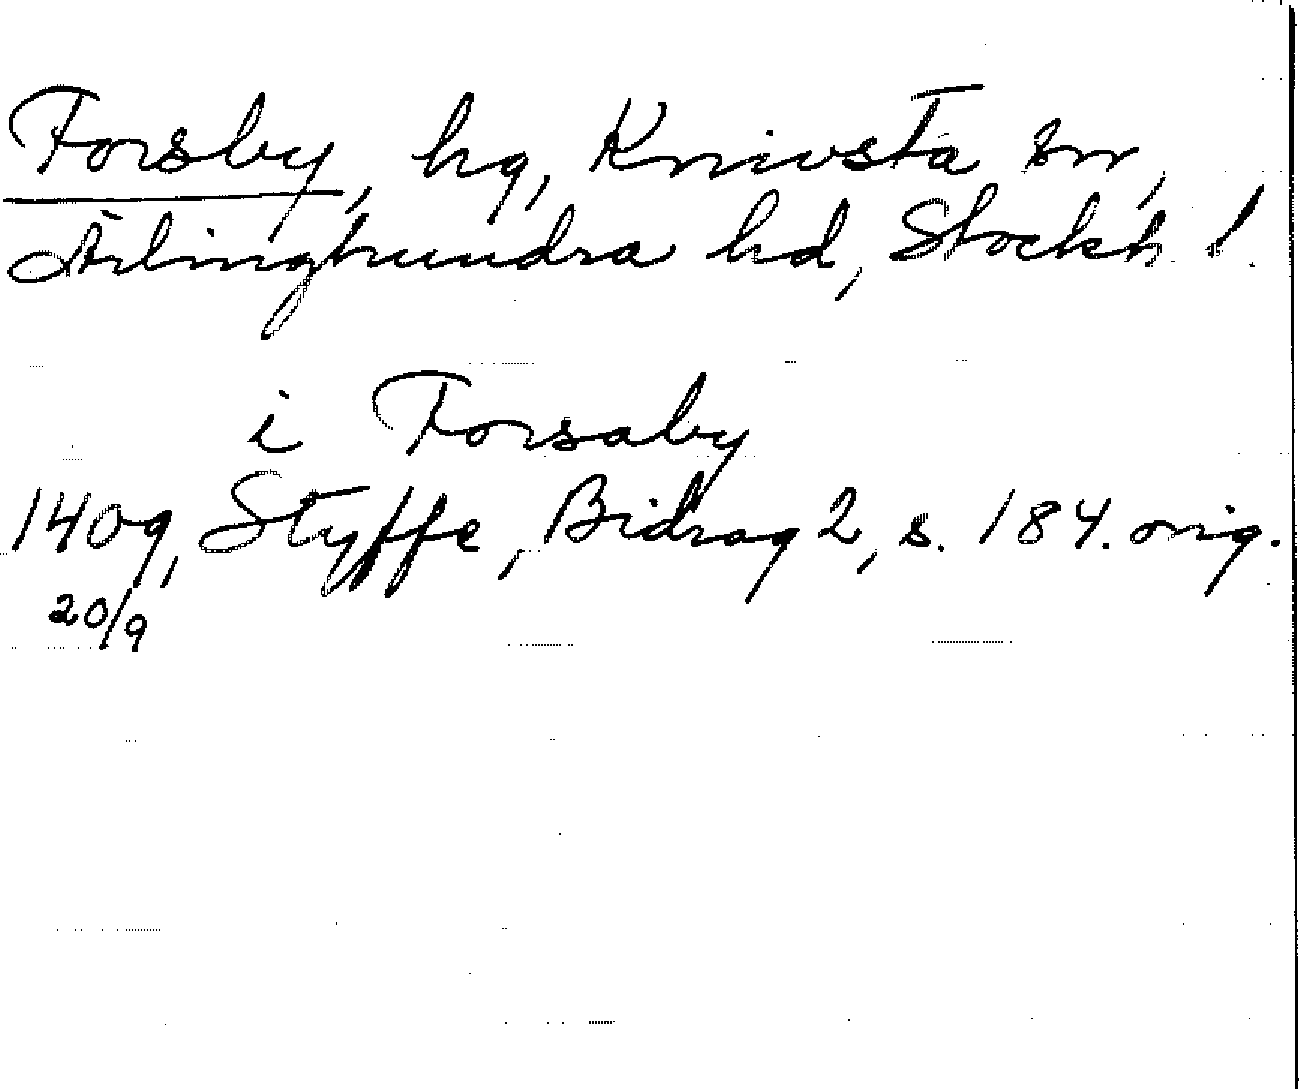 Forsby, hg, Knivsta sn,
Ärlinghundra hd, Stockh. l.
i Forsaby
1409, Styffe, Bidrag 2, s. 184. orig.
20/9